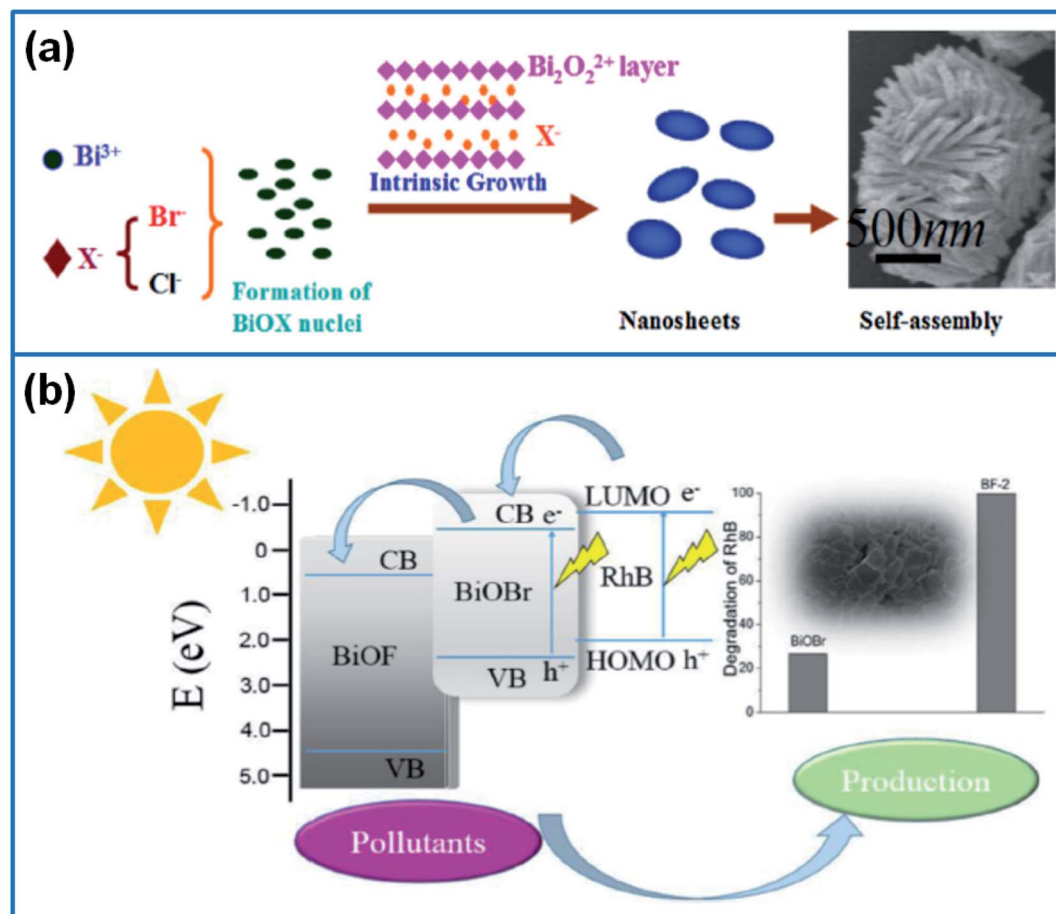 (a)
Bi³⁺
X⁻
Br⁻
Cl⁻
Formation of
BiOX nuclei
Bi₂O₂²⁺ layer
X⁻
Intrinsic Growth
Nanosheets
500nm
Self-assembly
(b)
E (eV)
-1.0
0
1.0
2.0
3.0
4.0
5.0
CB
BiOF
VB
CB e⁻
BiOBr
VB h⁺
LUMO e⁻
RhB
HOMO h⁺
Degradation of RhB
100
80
60
40
20
0
BiOBr
BF-2
Pollutants
Production